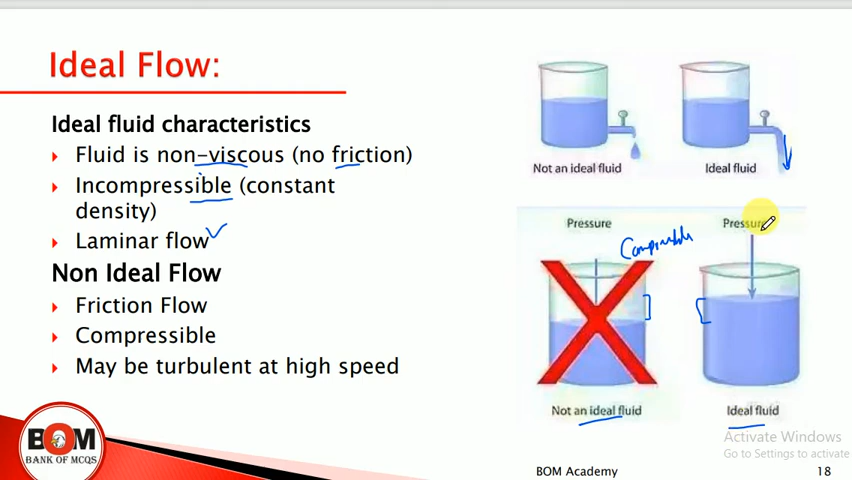 Ideal Flow:
Ideal fluid characteristics
Fluid is non-viscous (no friction)
Incompressible (constant
density)
Laminar flow
Non Ideal Flow
Friction Flow
Compressible
May be turbulent at high speed
Not an ideal fluid
Ideal fluid
Pressure
Pressure
Compressible
Not an ideal fluid
Ideal fluid
BOM
BANK OF MCQS
BOM Academy
Activate Windows
Go to Settings to activate
18